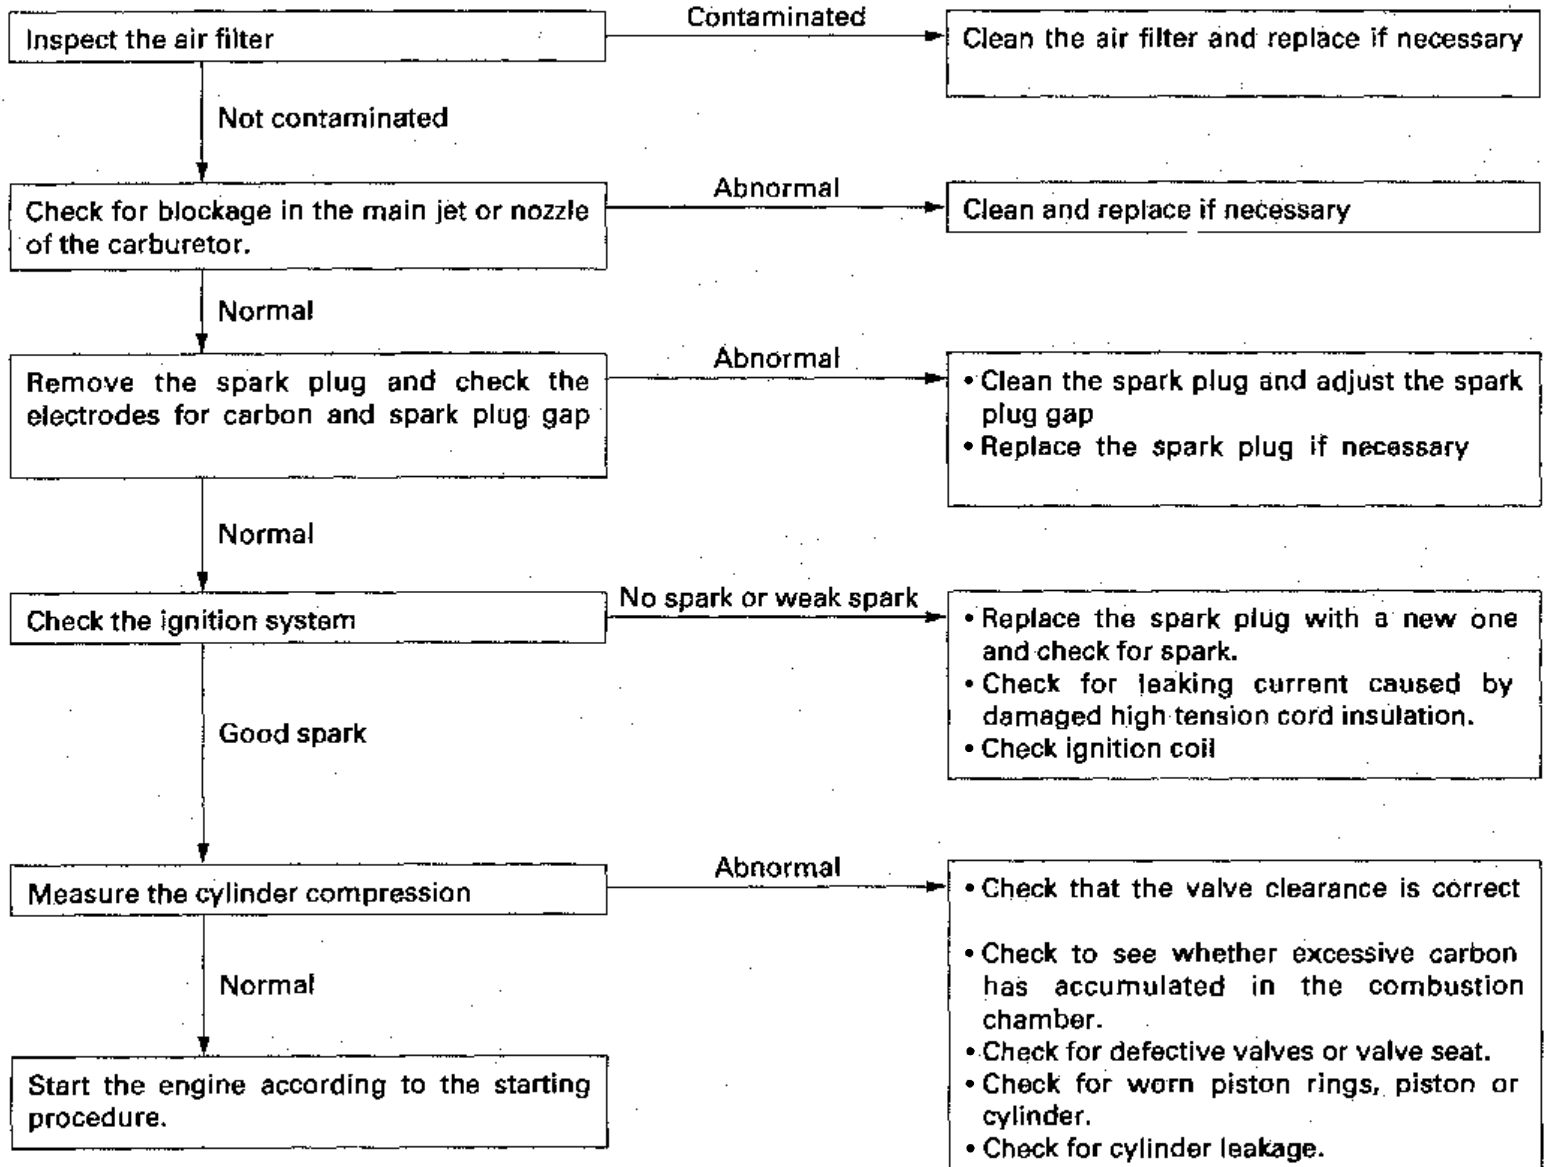 Inspect the air filter
Contaminated
Clean the air filter and replace if necessary
Not contaminated
Check for blockage in the main jet or nozzle
of the carburetor.
Abnormal
Clean and replace if necessary
Normal
Remove the spark plug and check the
electrodes for carbon and spark plug gap
Abnormal
• Clean the spark plug and adjust the spark
plug gap
• Replace the spark plug if necessary
Normal
Check the ignition system
No spark or weak spark
• Replace the spark plug with a new one
and check for spark.
• Check for leaking current caused by
damaged high tension cord insulation.
• Check ignition coil
Good spark
Measure the cylinder compression
Abnormal
• Check that the valve clearance is correct
• Check to see whether excessive carbon
has accumulated in the combustion
chamber.
• Check for defective valves or valve seat.
• Check for worn piston rings, piston or
cylinder.
• Check for cylinder leakage.
Normal
Start the engine according to the starting
procedure.